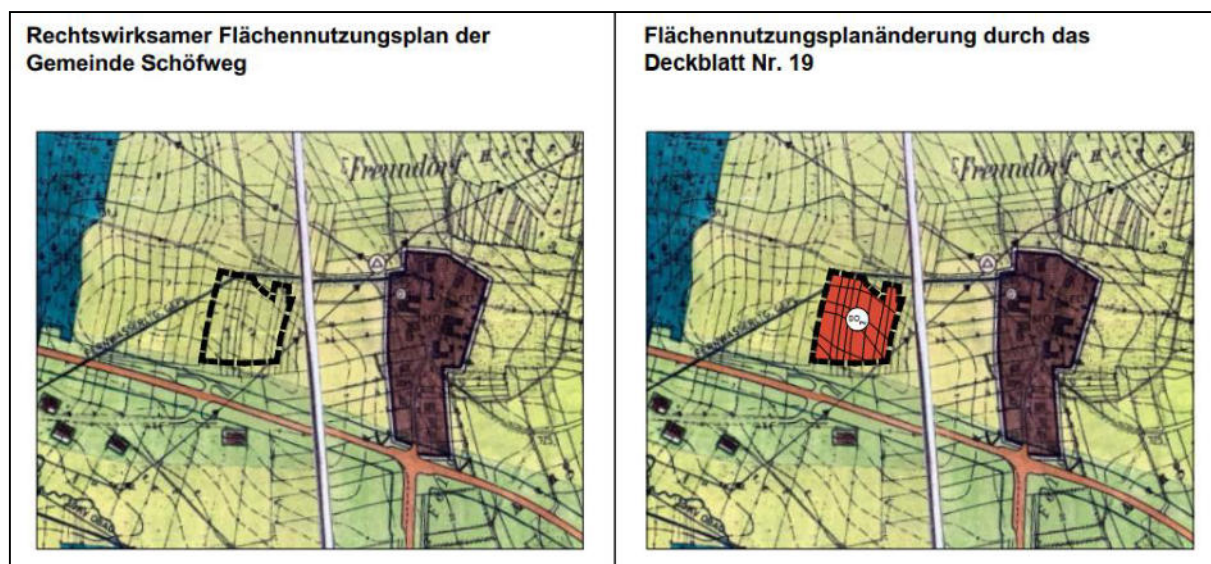 Rechtswirksamer Flächennutzungsplan der
Gemeinde Schöfweg
Flächennutzungsplanänderung durch das
Deckblatt Nr. 19
Freundorf
Freundorf